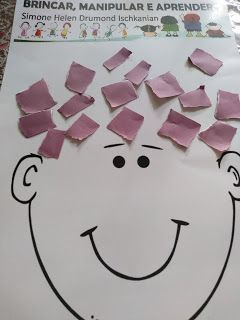 BRINCAR, MANIPULAR E APRENDER
Simone Helen Drumond Ischkanian